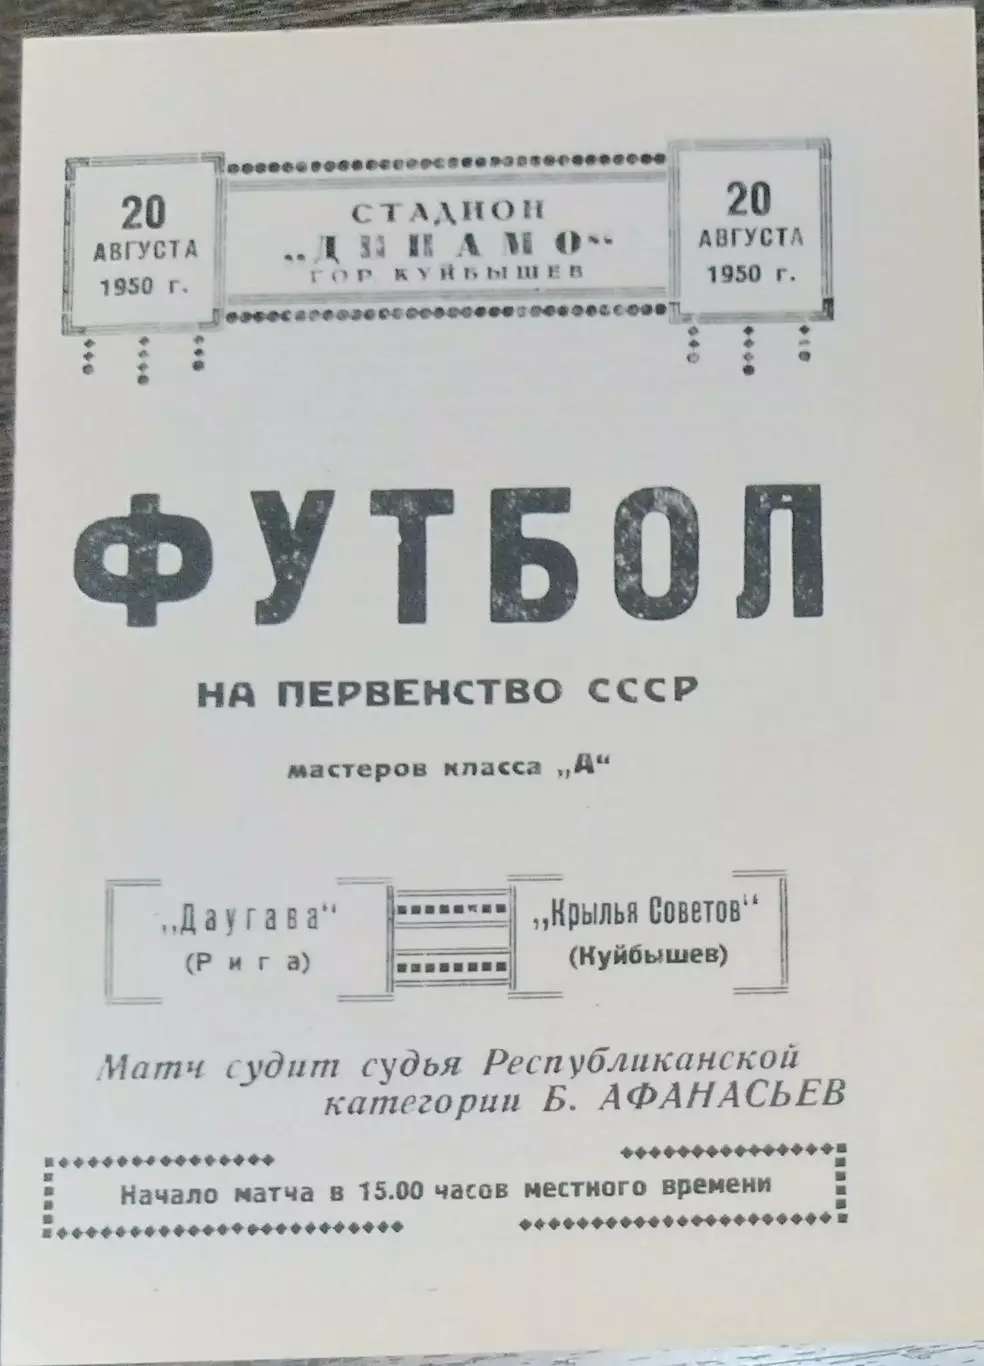 20
АВГУСТА
1950 г.
СТАДИОН
„ДИНАМО“
ГОР. КУЙБЫШЕВ
20
АВГУСТА
1950 г.
ФУТБОЛ
НА ПЕРВЕНСТВО СССР
мастеров класса „А“
„Даугава“
(Рига)
„Крылья Советов“
(Куйбышев)
Матч судит судья Республиканской
категории Б. АФАНАСЬЕВ
Начало матча в 15.00 часов местного времени